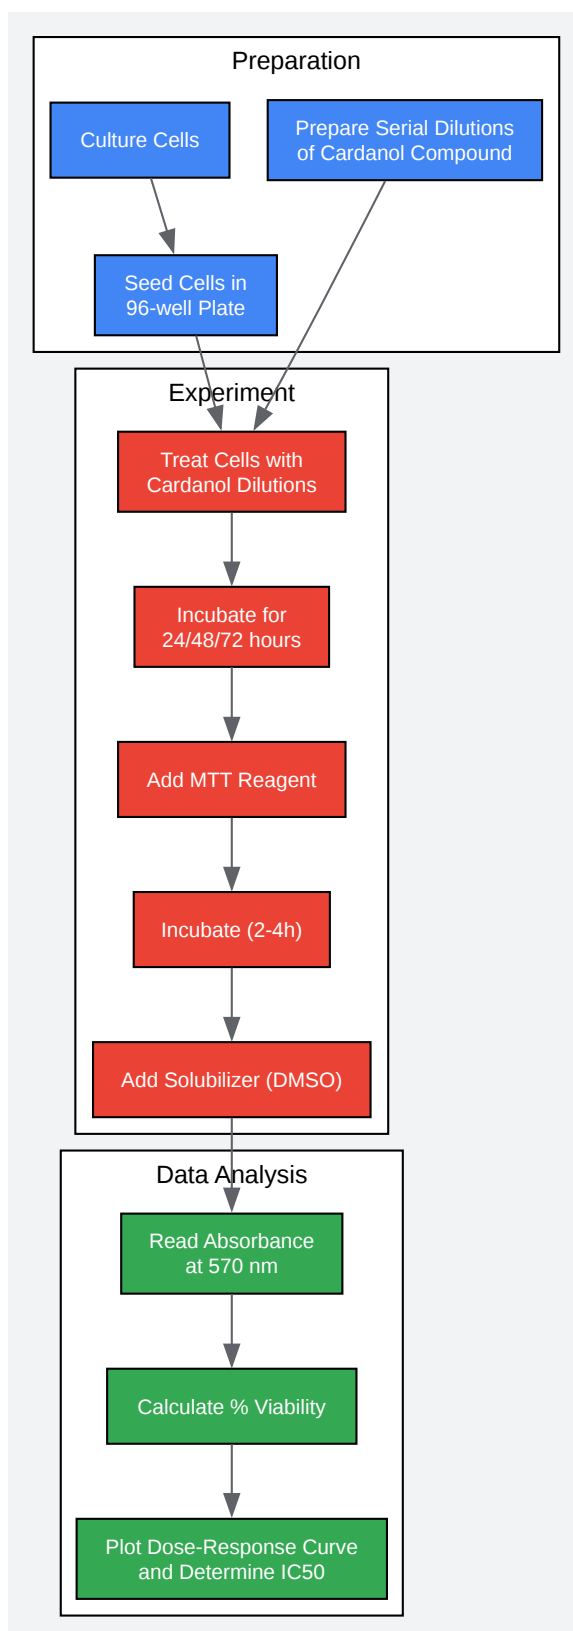 Preparation
Culture Cells
Prepare Serial Dilutions
of Cardanol Compound
Seed Cells in
96-well Plate
Experiment
Treat Cells with
Cardanol Dilutions
Incubate for
24/48/72 hours
Add MTT Reagent
Incubate (2-4h)
Add Solubilizer (DMSO)
Data Analysis
Read Absorbance
at 570 nm
Calculate % Viability
Plot Dose-Response Curve
and Determine IC50